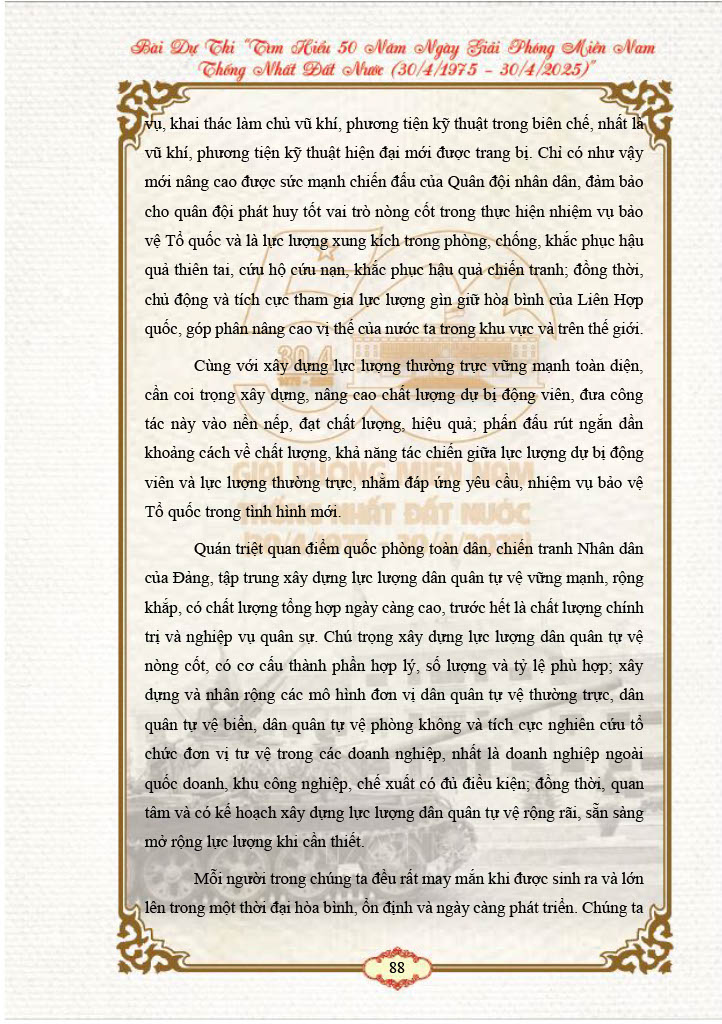 Bài Dự Thi "Tìm Hiểu 50 Năm Ngày Giải Phóng Miền Nam
Thống Nhất Đất Nước (30/4/1975 - 30/4/2025)"
vụ, khai thác làm chủ vũ khí, phương tiện kỹ thuật trong biên chế, nhất là
vũ khí, phương tiện kỹ thuật hiện đại mới được trang bị. Chỉ có như vậy
mới nâng cao được sức mạnh chiến đấu của Quân đội nhân dân, đảm bảo
cho quân đội phát huy tốt vai trò nòng cốt trong thực hiện nhiệm vụ bảo
vệ Tổ quốc và là lực lượng xung kích trong phòng, chống, khắc phục hậu
quả thiên tai, cứu hộ cứu nạn, khắc phục hậu quả chiến tranh; đồng thời,
chủ động và tích cực tham gia lực lượng gìn giữ hòa bình của Liên Hợp
quốc, góp phần nâng cao vị thế của nước ta trong khu vực và trên thế giới.
Cùng với xây dựng lực lượng thường trực vững mạnh toàn diện,
cần coi trọng xây dựng, nâng cao chất lượng dự bị động viên, đưa công
tác này vào nền nếp, đạt chất lượng, hiệu quả; phấn đấu rút ngắn dần
khoảng cách về chất lượng, khả năng tác chiến giữa lực lượng dự bị động
viên và lực lượng thường trực, nhằm đáp ứng yêu cầu, nhiệm vụ bảo vệ
Tổ quốc trong tình hình mới.
Quán triệt quan điểm quốc phòng toàn dân, chiến tranh Nhân dân
của Đảng, tập trung xây dựng lực lượng dân quân tự vệ vững mạnh, rộng
khắp, có chất lượng tổng hợp ngày càng cao, trước hết là chất lượng chính
trị và nghiệp vụ quân sự. Chú trọng xây dựng lực lượng dân quân tự vệ
nòng cốt, có cơ cấu thành phần hợp lý, số lượng và tỷ lệ phù hợp; xây
dựng và nhân rộng các mô hình đơn vị dân quân tự vệ thường trực, dân
quân tự vệ biển, dân quân tự vệ phòng không và tích cực nghiên cứu tổ
chức đơn vị tư vệ trong các doanh nghiệp, nhất là doanh nghiệp ngoài
quốc doanh, khu công nghiệp, chế xuất có đủ điều kiện; đồng thời, quan
tâm và có kế hoạch xây dựng lực lượng dân quân tự vệ rộng rãi, sẵn sàng
mở rộng lực lượng khi cần thiết.
Mỗi người trong chúng ta đều rất may mắn khi được sinh ra và lớn
lên trong một thời đại hòa bình, ổn định và ngày càng phát triển. Chúng ta
88